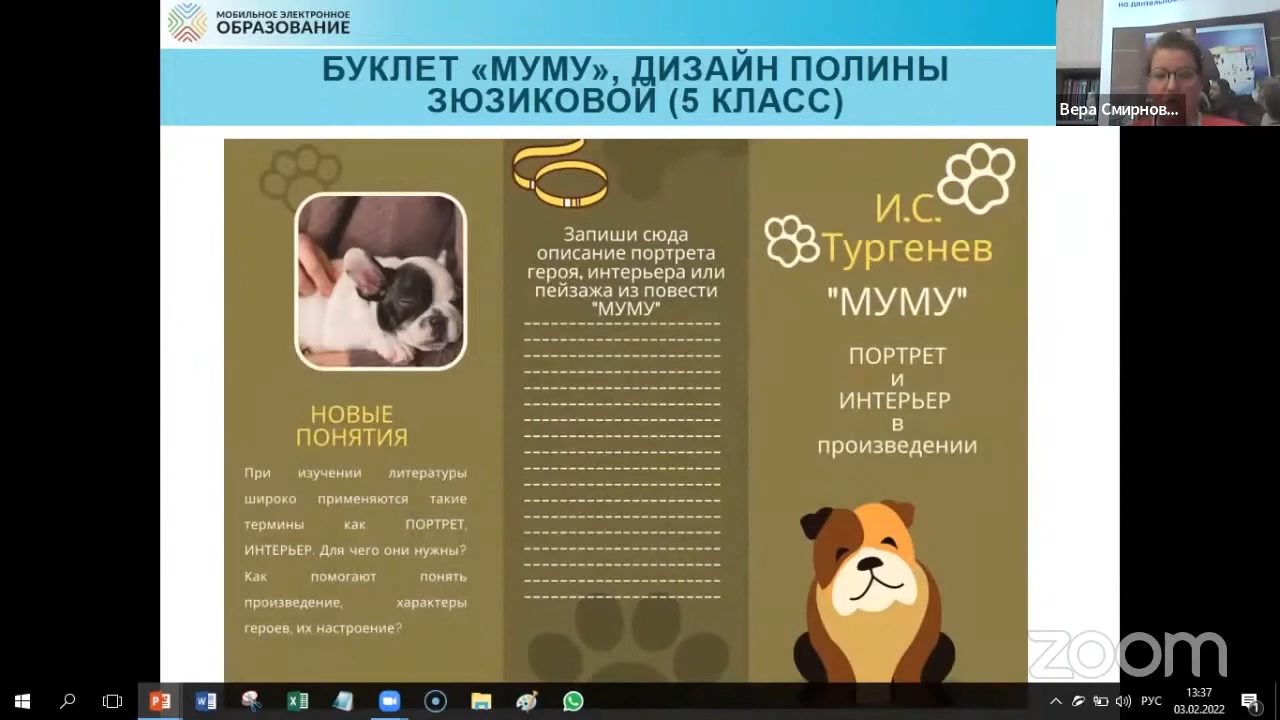 МОБИЛЬНОЕ ЭЛЕКТРОННОЕ
ОБРАЗОВАНИЕ
БУКЛЕТ «МУМУ», ДИЗАЙН ПОЛИНЫ
ЗЮЗИКОВОЙ (5 КЛАСС)
но длительном
Вера Смирнов...
НОВЫЕ
ПОНЯТИЯ
При изучении литературы
широко применяются такие
термины как ПОРТРЕТ,
ИНТЕРЬЕР. Для чего они нужны?
Как помогают понять
произведение, характеры
героев, их настроение?
Запиши сюда
описание портрета
героя, интерьера или
пейзажа из повести
"МУМУ"
И.С.
Тургенев
"МУМУ"
ПОРТРЕТ
и
ИНТЕРЬЕР
в
произведении
zoom
РУС
13:37
03.02.2022
1